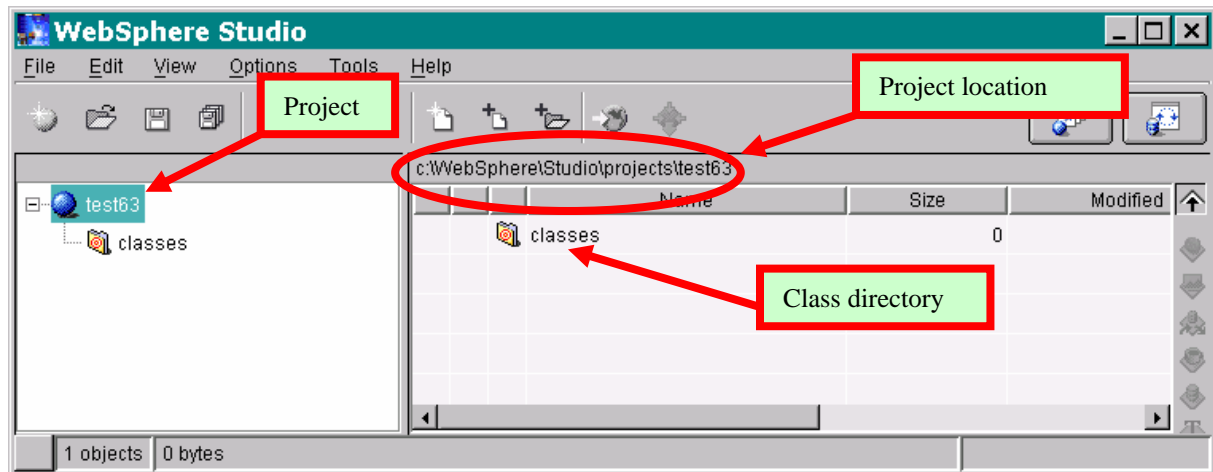 WebSphere Studio
File Edit View Options Tools Help
Project
Project location
c:\WebSphere\Studio\projects\test63
Name Size Modified
test63
classes
classes 0
Class directory
1 objects 0 bytes